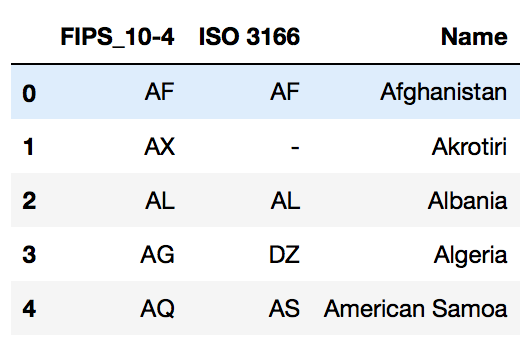 FIPS_10-4 ISO 3166 Name
0 AF AF Afghanistan
1 AX - Akrotiri
2 AL AL Albania
3 AG DZ Algeria
4 AQ AS American Samoa